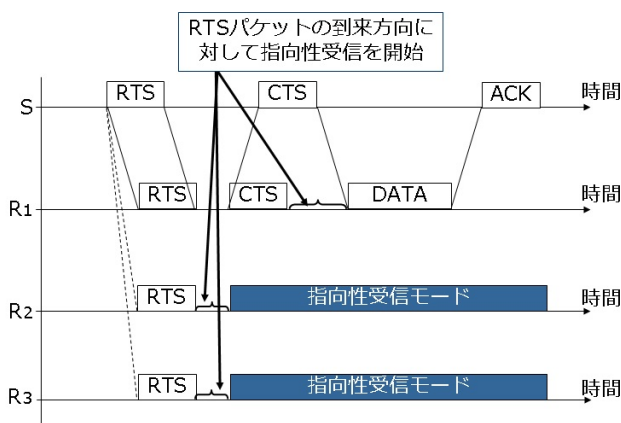 RTSパケットの到来方向に
対して指向性受信を開始
S
RTS
CTS
ACK
時間
R1
RTS
CTS
DATA
時間
R2
RTS
指向性受信モード
時間
R3
RTS
指向性受信モード
時間